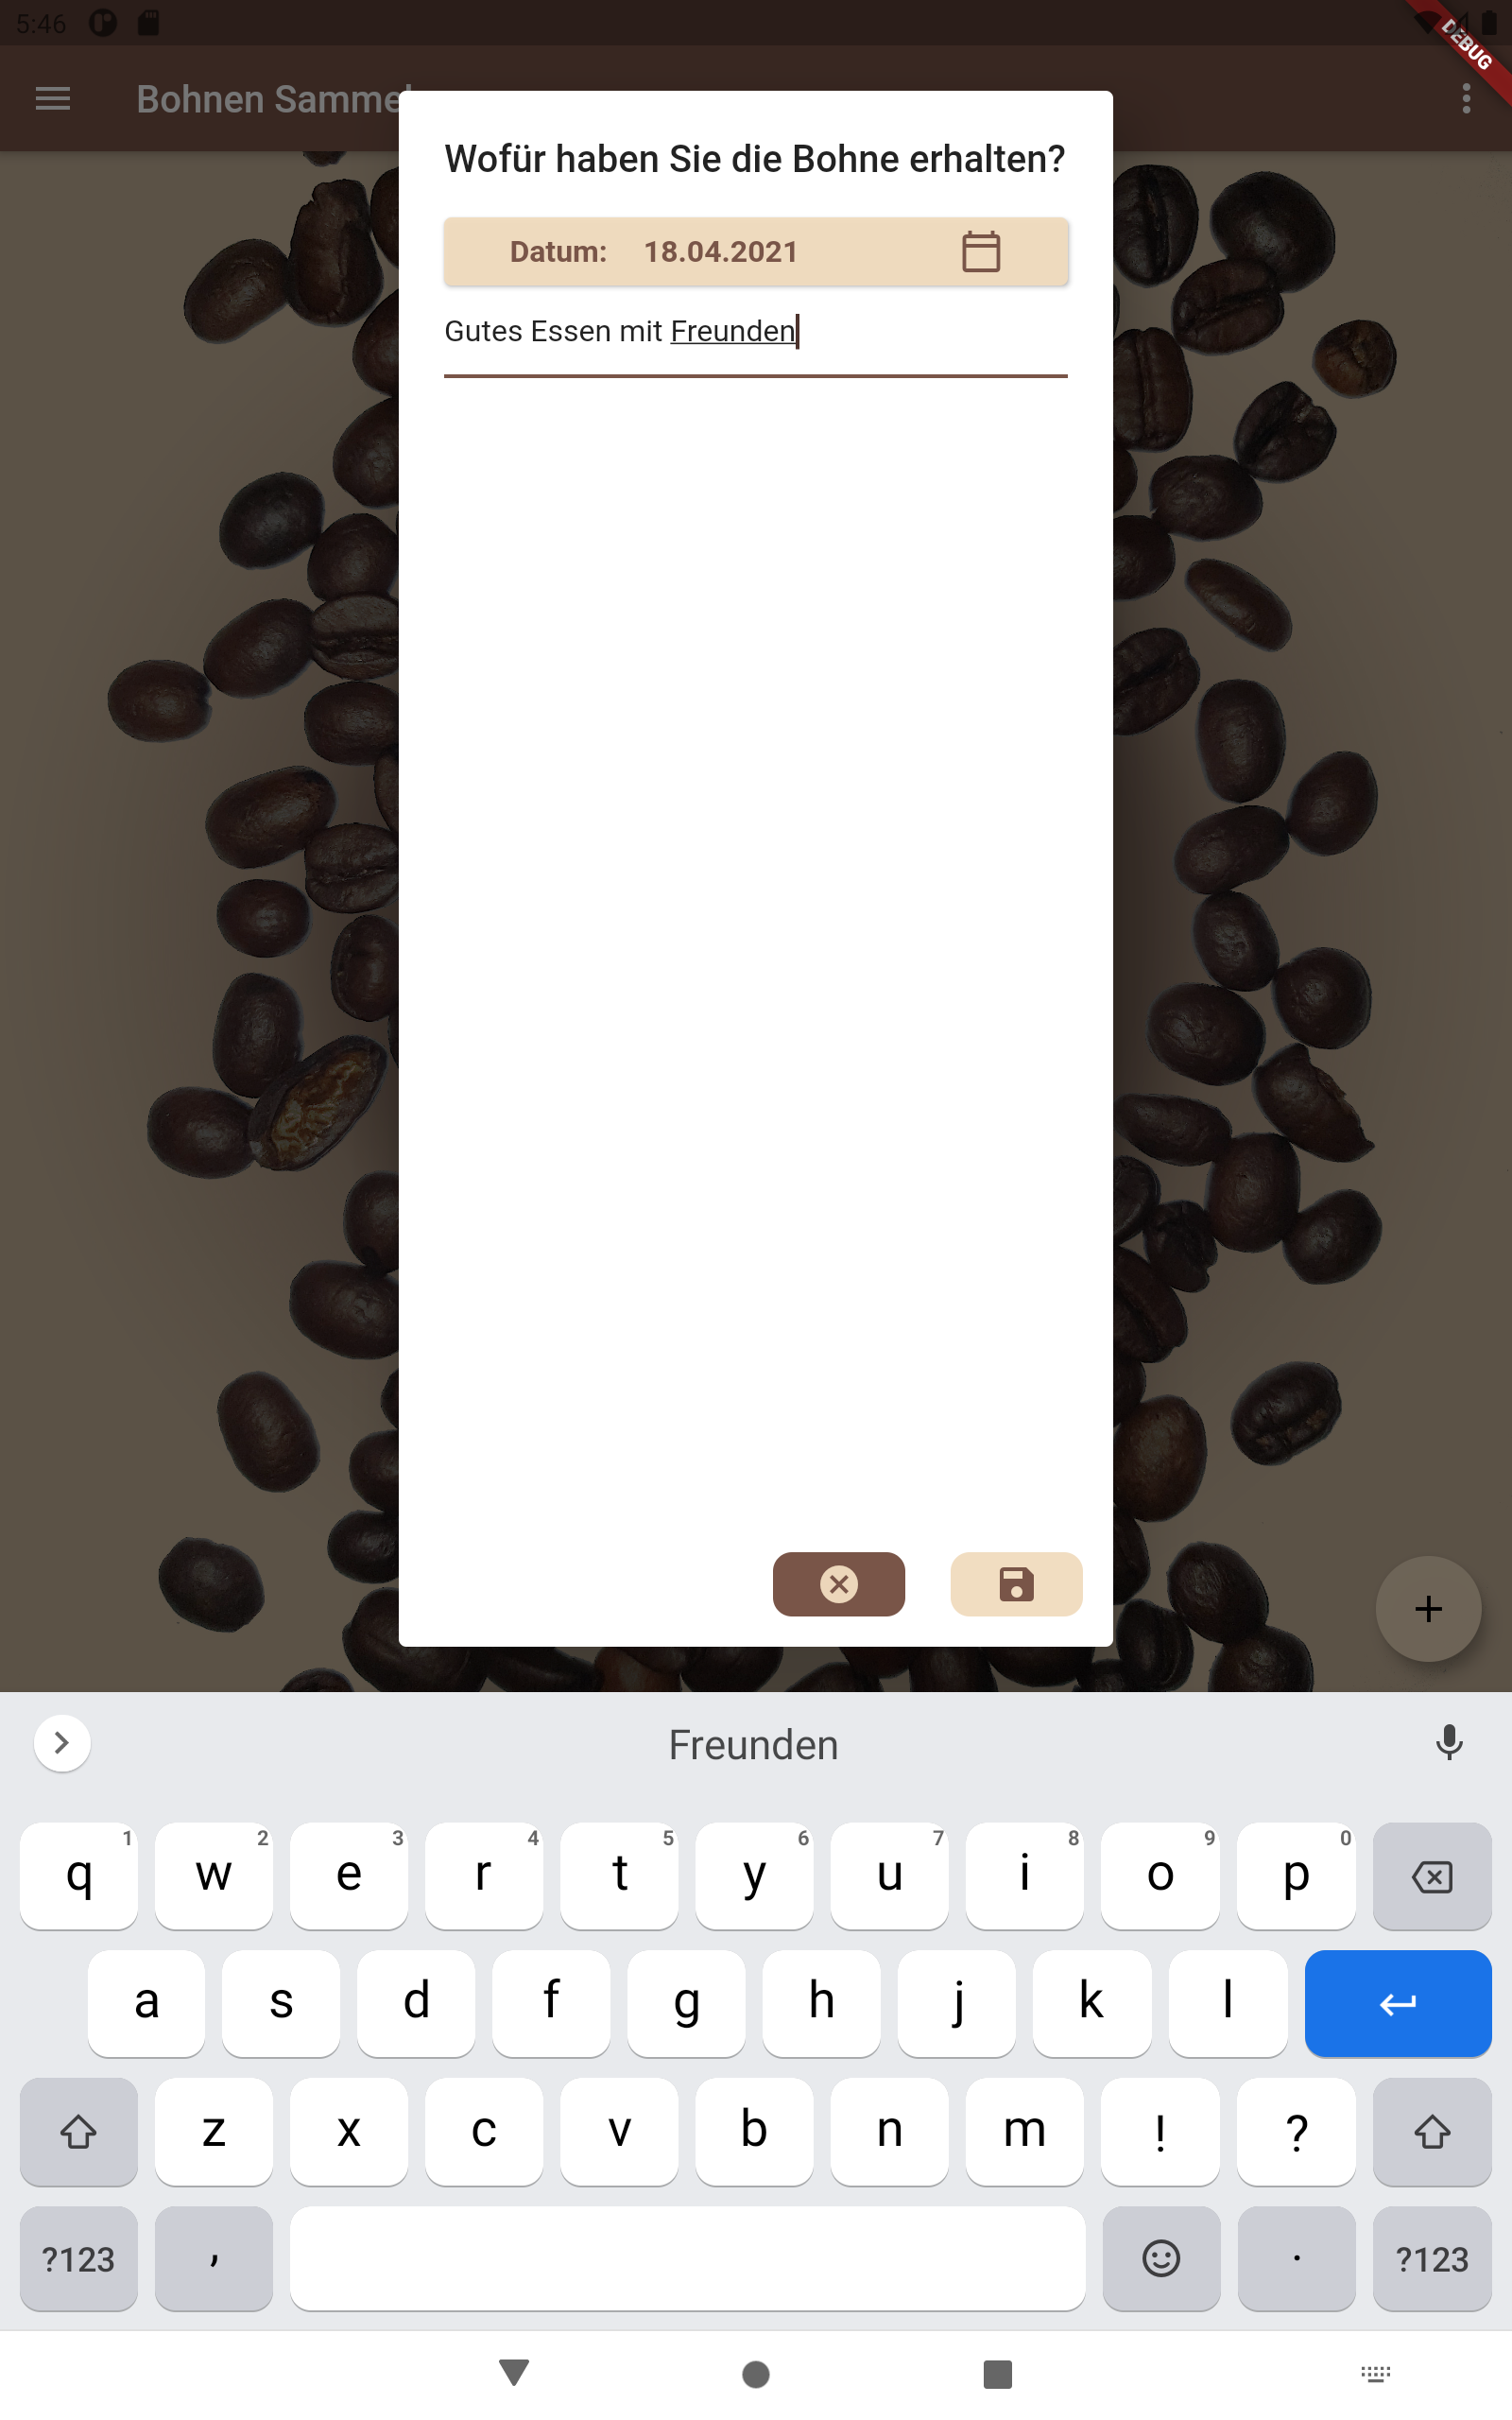 5:46
DEBUG
Bohnen Sammel
Wofür haben Sie die Bohne erhalten?
Datum: 18.04.2021
Gutes Essen mit Freunden
Freunden
q 1 w 2 e 3 r 4 t 5 y 6 u 7 i 8 o 9 p 0
a s d f g h j k l
z x c v b n m ! ?
?123 , . ?123